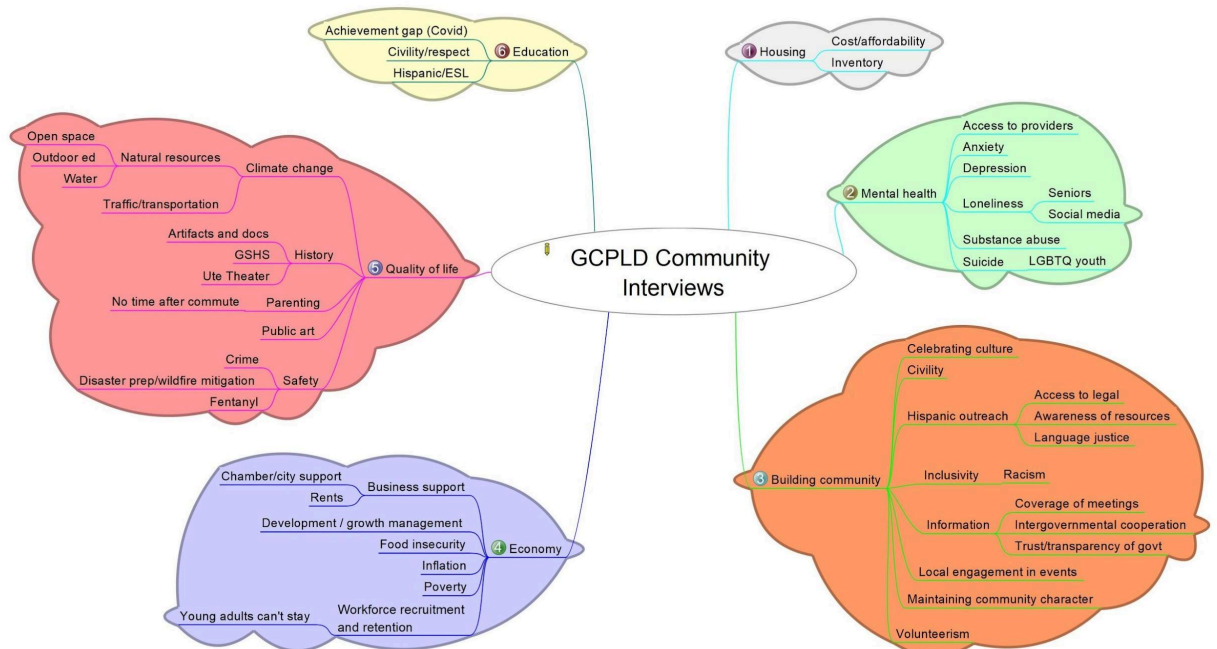 GCPLD Community
Interviews
1 Housing
Cost/affordability
Inventory
2 Mental health
Access to providers
Anxiety
Depression
Loneliness
Seniors
Social media
Substance abuse
Suicide
LGBTQ youth
3 Building community
Celebrating culture
Civility
Hispanic outreach
Access to legal
Awareness of resources
Language justice
Inclusivity
Racism
Information
Coverage of meetings
Intergovernmental cooperation
Trust/transparency of govt
Local engagement in events
Maintaining community character
Volunteerism
4 Economy
Business support
Chamber/city support
Rents
Development / growth management
Food insecurity
Inflation
Poverty
Workforce recruitment
and retention
Young adults can't stay
5 Quality of life
Climate change
Natural resources
Open space
Outdoor ed
Water
Traffic/transportation
History
Artifacts and docs
GSHS
Ute Theater
Parenting
No time after commute
Public art
Safety
Crime
Disaster prep/wildfire mitigation
Fentanyl
6 Education
Achievement gap (Covid)
Civility/respect
Hispanic/ESL